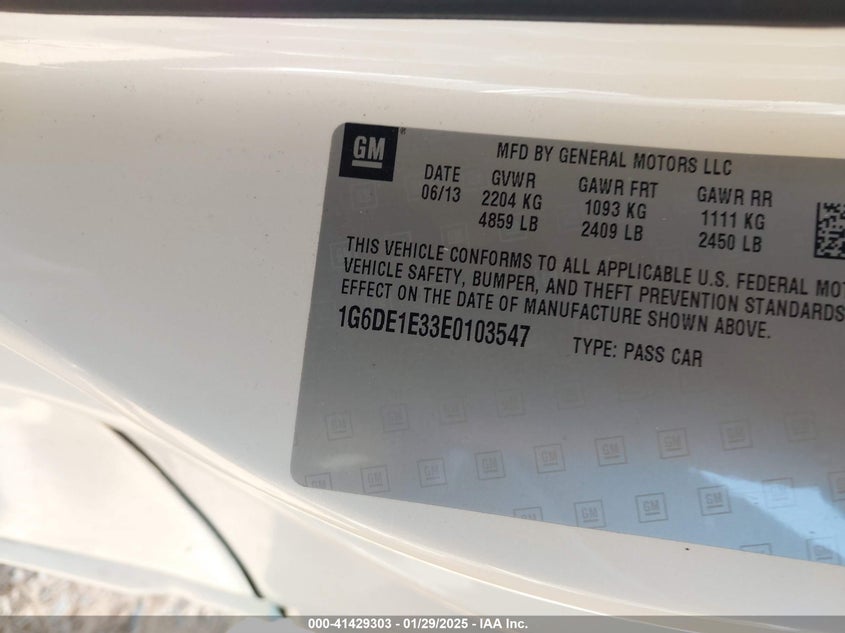 GM
MFD BY GENERAL MOTORS LLC
DATE GVWR GAWR FRT GAWR RR
06/13 2204 KG 1093 KG 1111 KG
4859 LB 2409 LB 2450 LB
THIS VEHICLE CONFORMS TO ALL APPLICABLE U.S. FEDERAL MO
VEHICLE SAFETY, BUMPER, AND THEFT PREVENTION STANDARDS
EFFECT ON THE DATE OF MANUFACTURE SHOWN ABOVE.
1G6DE1E33E0103547 TYPE: PASS CAR
000-41429303 | 01/29/2025 - IAA Inc.